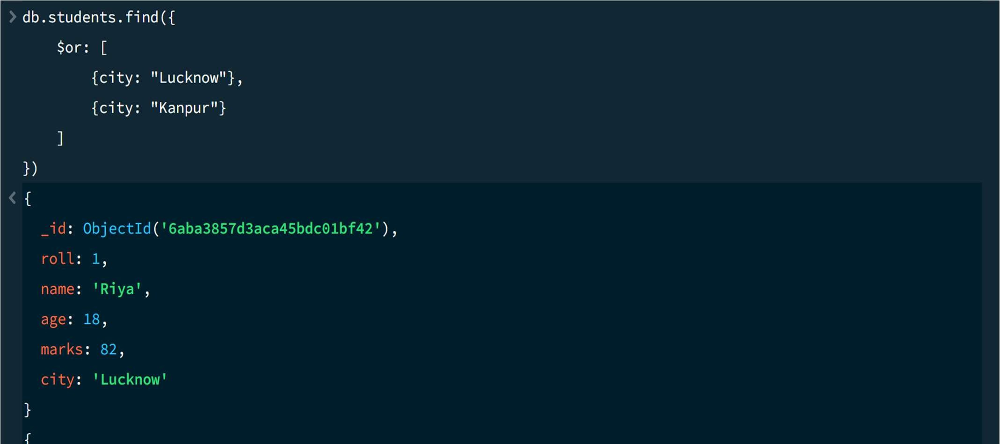 db.students.find({
$or: [
{city: "Lucknow"},
{city: "Kanpur"}
]
})
{
_id: ObjectId('6aba3857d3aca45bdc01bf42'),
roll: 1,
name: 'Riya',
age: 18,
marks: 82,
city: 'Lucknow'
}
{